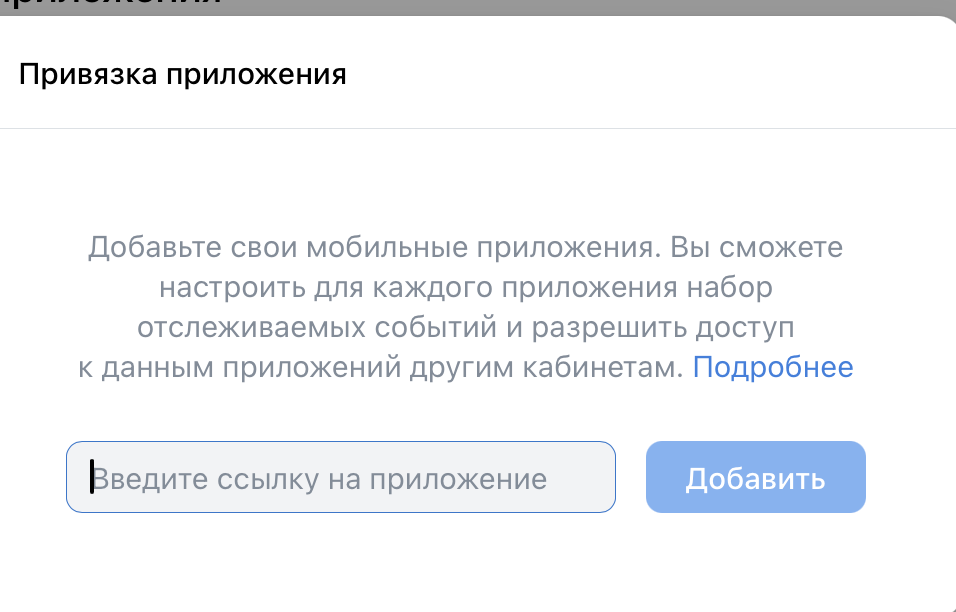 Привязка приложения
Добавьте свои мобильные приложения. Вы сможете
настроить для каждого приложения набор
отслеживаемых событий и разрешить доступ
к данным приложений другим кабинетам. Подробнее
Введите ссылку на приложение
Добавить